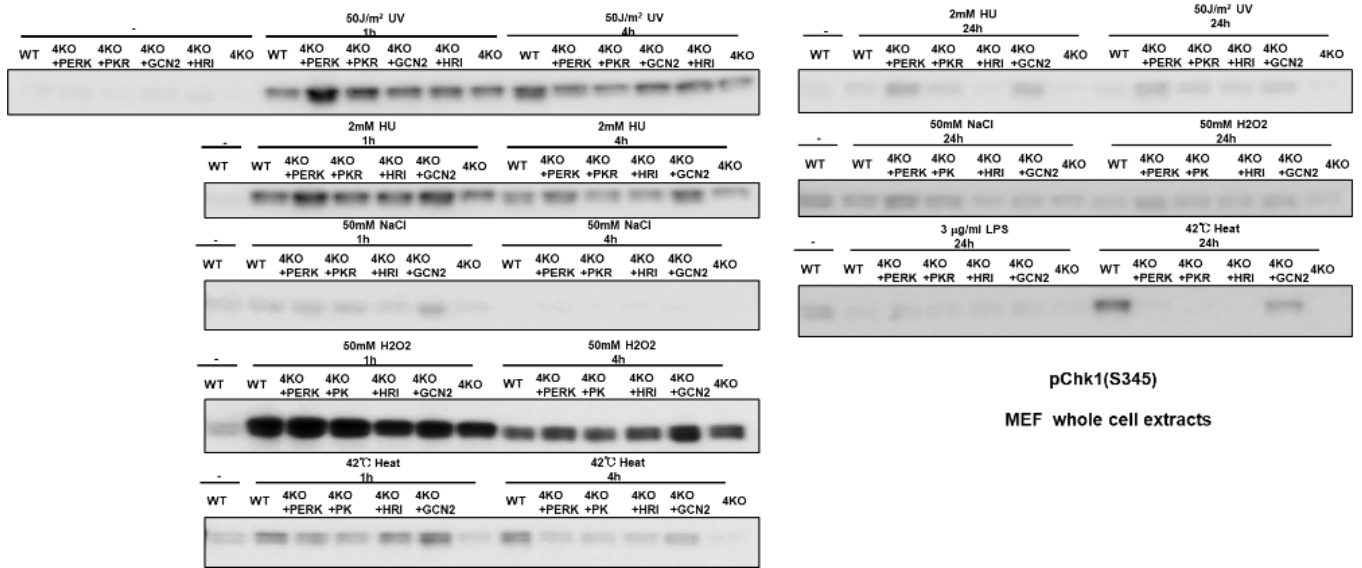 - 50J/m² UV 1h 50J/m² UV 4h
WT 4KO +PERK 4KO +PKR 4KO +GCN2 4KO +HRI 4KO WT 4KO +PERK 4KO +PKR 4KO +GCN2 4KO +HRI 4KO WT 4KO +PERK 4KO +PKR 4KO +GCN2 4KO +HRI 4KO
- 2mM HU 1h 2mM HU 4h
WT WT 4KO +PERK 4KO +PKR 4KO +HRI 4KO +GCN2 4KO WT 4KO +PERK 4KO +PKR 4KO +HRI 4KO +GCN2 4KO
- 50mM NaCl 1h 50mM NaCl 4h
WT WT 4KO +PERK 4KO +PKR 4KO +HRI 4KO +GCN2 4KO WT 4KO +PERK 4KO +PKR 4KO +HRI 4KO +GCN2 4KO
- 50mM H2O2 1h 50mM H2O2 4h
WT WT 4KO +PERK 4KO +PK 4KO +HRI 4KO +GCN2 4KO WT 4KO +PERK 4KO +PK 4KO +HRI 4KO +GCN2 4KO
- 42℃ Heat 1h 42℃ Heat 4h
WT WT 4KO +PERK 4KO +PK 4KO +HRI 4KO +GCN2 4KO WT 4KO +PERK 4KO +PK 4KO +HRI 4KO +GCN2 4KO
- 2mM HU 24h 50J/m² UV 24h
WT WT 4KO +PERK 4KO +PKR 4KO +HRI 4KO +GCN2 4KO WT 4KO +PERK 4KO +PKR 4KO +HRI 4KO +GCN2 4KO
- 50mM NaCl 24h 50mM H2O2 24h
WT WT 4KO +PERK 4KO +PK 4KO +HRI 4KO +GCN2 4KO WT 4KO +PERK 4KO +PK 4KO +HRI 4KO +GCN2 4KO
- 3 μg/ml LPS 24h 42℃ Heat 24h
WT WT 4KO +PERK 4KO +PKR 4KO +HRI 4KO +GCN2 4KO WT 4KO +PERK 4KO +PKR 4KO +HRI 4KO +GCN2 4KO
pChk1(S345)
MEF whole cell extracts